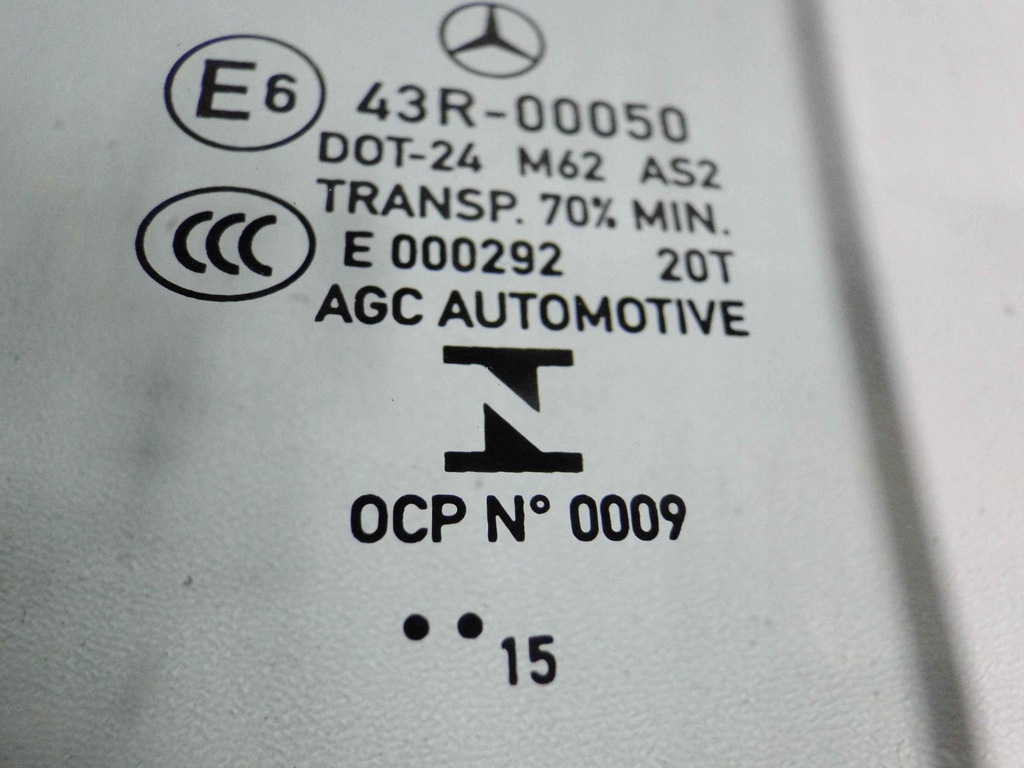 E6 43R-00050
DOT-24 M62 AS2
TRANSP. 70% MIN.
CCC E 000292 20T
AGC AUTOMOTIVE
OCP N° 0009
•• 15